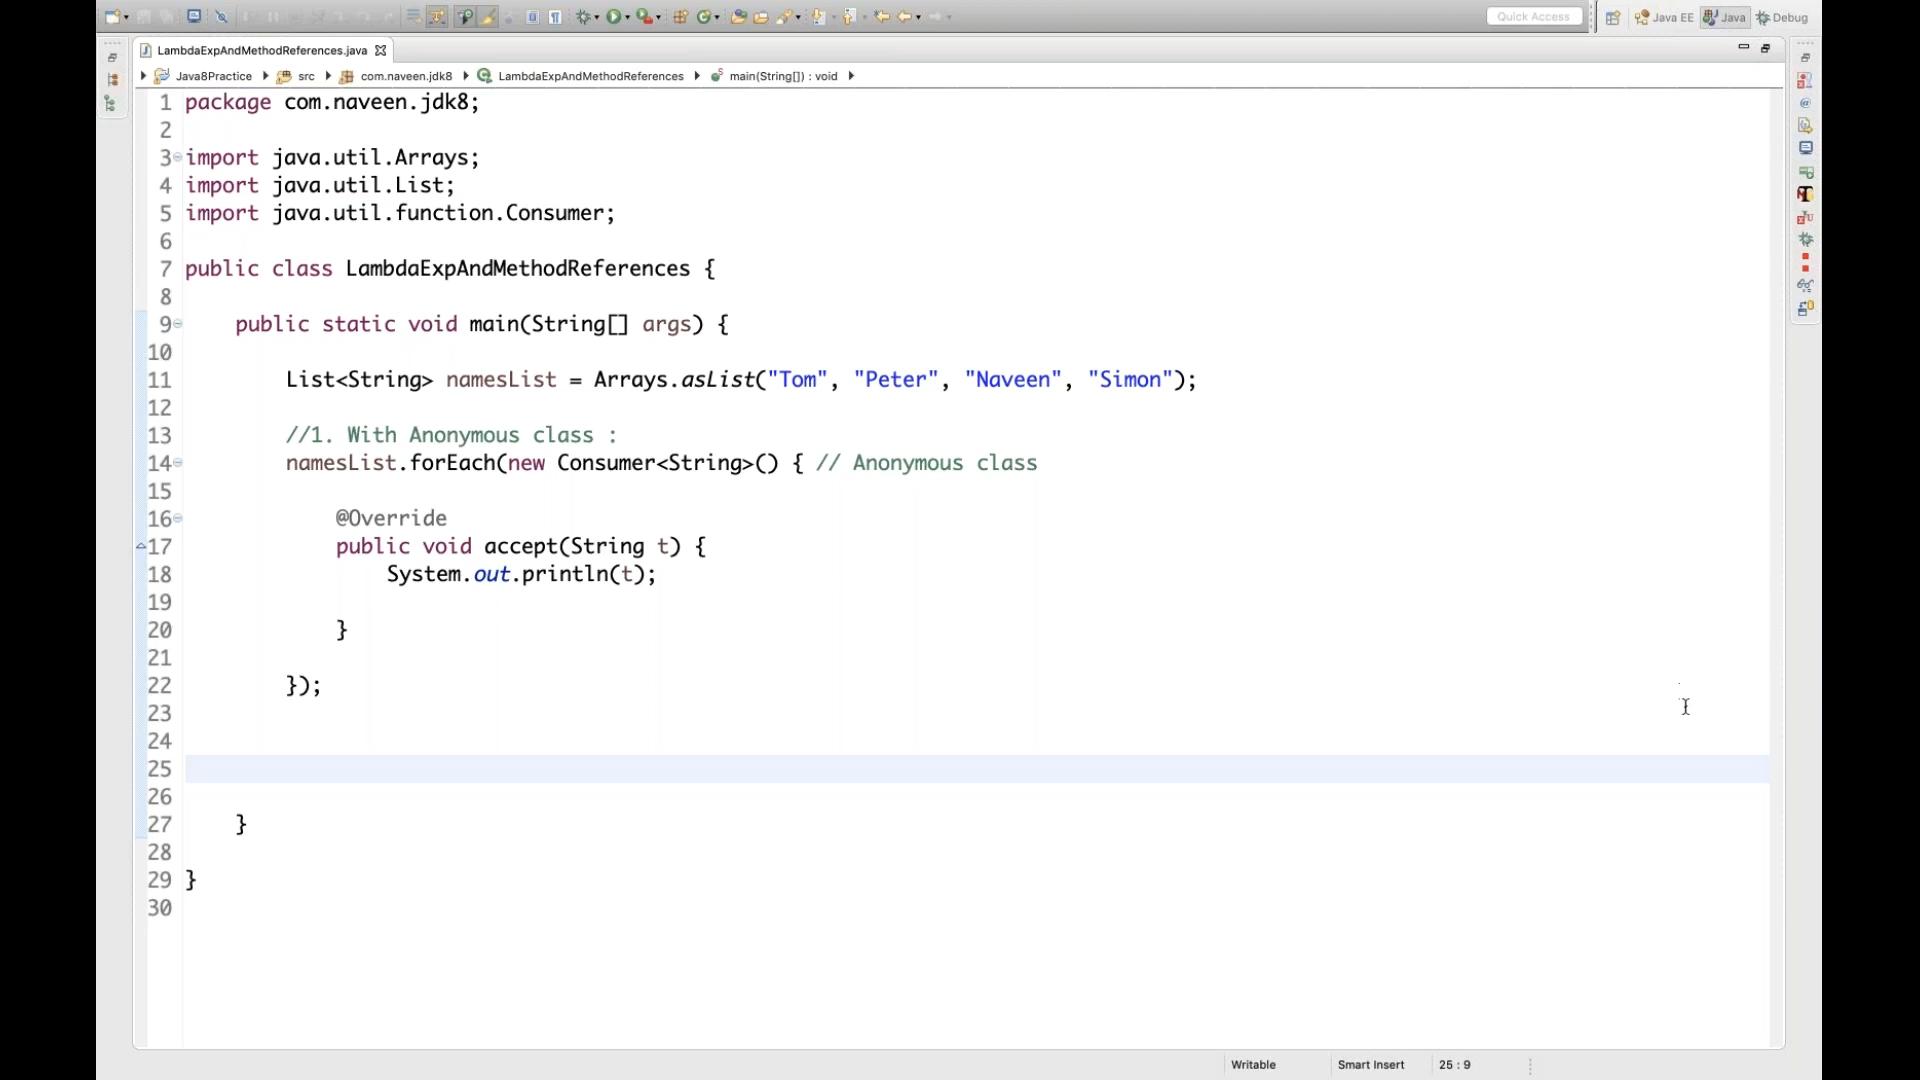 Quick Access
Java EE
Java
Debug
LambdaExpAndMethodReferences.java
Java8Practice
src
com.naveen.jdk8
LambdaExpAndMethodReferences
main(String[]) : void
1 package com.naveen.jdk8;
2
3 import java.util.Arrays;
4 import java.util.List;
5 import java.util.function.Consumer;
6
7 public class LambdaExpAndMethodReferences {
8
9 public static void main(String[] args) {
10
11 List<String> namesList = Arrays.asList("Tom", "Peter", "Naveen", "Simon");
12
13 //1. With Anonymous class :
14 namesList.forEach(new Consumer<String>() { // Anonymous class
15
16 @Override
17 public void accept(String t) {
18 System.out.println(t);
19
20 }
21
22 });
23
24
25
26
27 }
28
29 }
30
Writable
Smart Insert
25 : 9